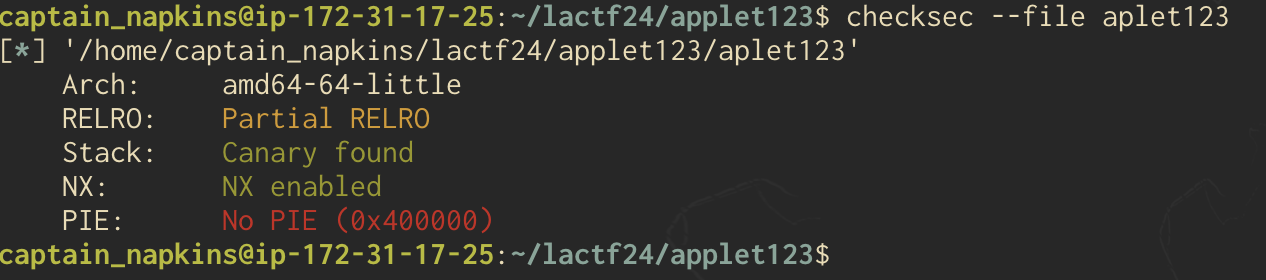 captain_napkins@ip-172-31-17-25:~/lactf24/applet123$ checksec --file aplet123
[*] '/home/captain_napkins/lactf24/applet123/aplet123'
    Arch:     amd64-64-little
    RELRO:    Partial RELRO
    Stack:    Canary found
    NX:       NX enabled
    PIE:      No PIE (0x400000)
captain_napkins@ip-172-31-17-25:~/lactf24/applet123$